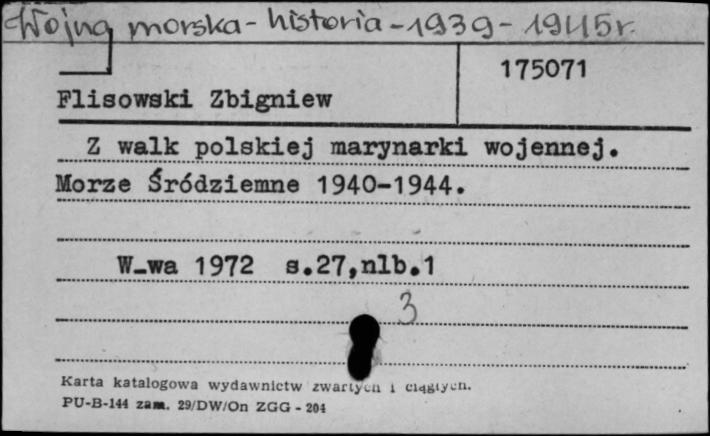 Wojna morska - historia - 1939 - 1945 r.
175071
Flisowski Zbigniew
Z walk polskiej marynarki wojennej.
Morze Śródziemne 1940-1944.
W-wa 1972 s.27,nlb.1
3
Karta katalogowa wydawnictw zwartych i ciągłych.
PU-B-144 zam. 29/DW/On ZGG - 204